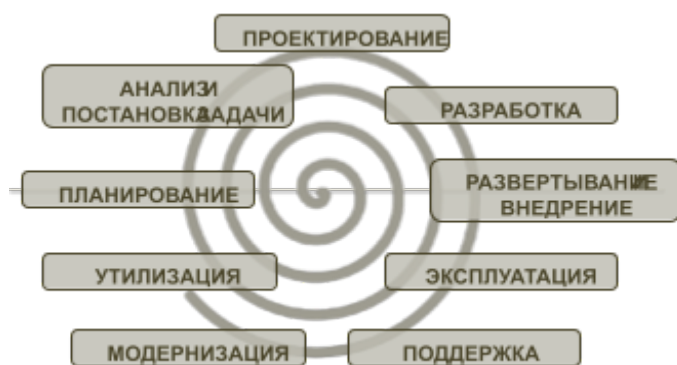 ПРОЕКТИРОВАНИЕ
АНАЛИЗ И
ПОСТАНОВКА ЗАДАЧИ
РАЗРАБОТКА
ПЛАНИРОВАНИЕ
РАЗВЕРТЫВАНИЕ И
ВНЕДРЕНИЕ
УТИЛИЗАЦИЯ
ЭКСПЛУАТАЦИЯ
МОДЕРНИЗАЦИЯ
ПОДДЕРЖКА